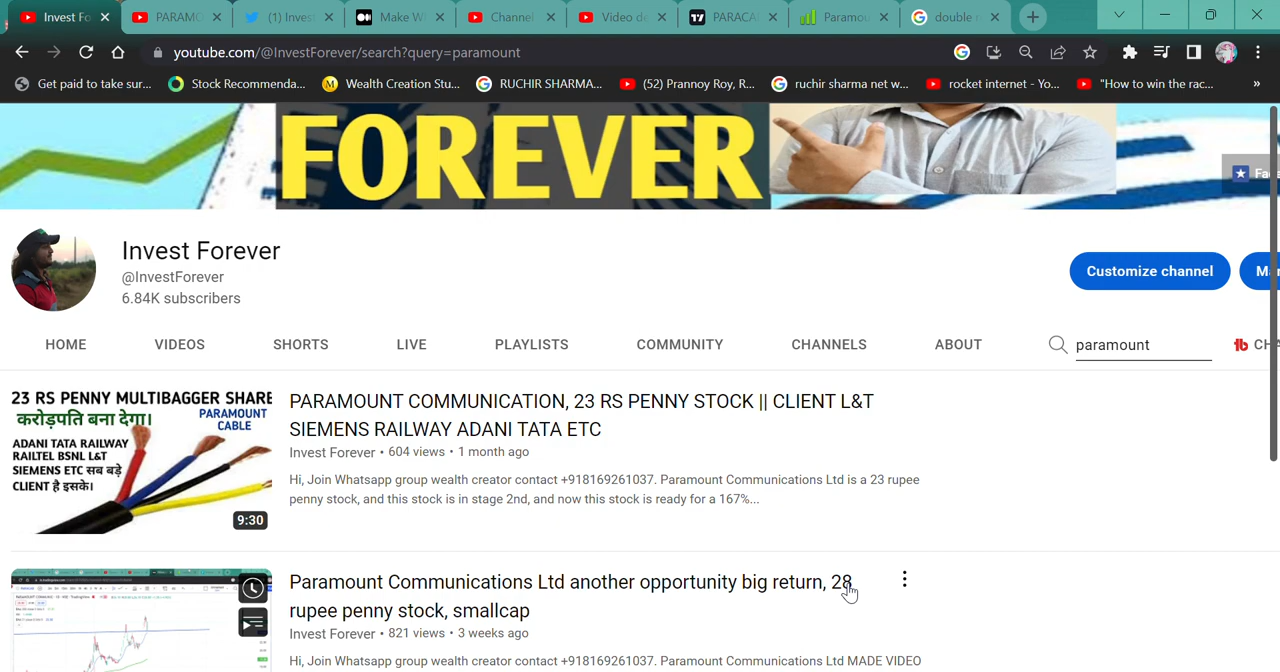 Invest Fo
PARAMO
(1) Invest
Make W
Channel
Video de
PARACA
Paramou
double
youtube.com/@InvestForever/search?query=paramount
Get paid to take sur...
Stock Recommenda...
Wealth Creation Stu...
RUCHIR SHARMA...
(52) Prannoy Roy, R...
ruchir sharma net w...
rocket internet - Yo...
"How to win the rac...
»
FOREVER
Invest Forever
@InvestForever
6.84K subscribers
Customize channel
HOME
VIDEOS
SHORTS
LIVE
PLAYLISTS
COMMUNITY
CHANNELS
ABOUT
paramount
23 RS PENNY MULTIBAGGER SHARE
करोड़पति बना देगा।
PARAMOUNT
CABLE
ADANI TATA RAILWAY
RAILTEL BSNL L&T
SIEMENS ETC सब बड़े
CLIENT है इसके।
9:30
PARAMOUNT COMMUNICATION, 23 RS PENNY STOCK || CLIENT L&T
SIEMENS RAILWAY ADANI TATA ETC
Invest Forever • 604 views • 1 month ago
Hi, Join Whatsapp group wealth creator contact +918169261037. Paramount Communications Ltd is a 23 rupee
penny stock, and this stock is in stage 2nd, and now this stock is ready for a 167%...
Paramount Communications Ltd another opportunity big return, 28
rupee penny stock, smallcap
Invest Forever • 821 views • 3 weeks ago
Hi, Join Whatsapp group wealth creator contact +918169261037. Paramount Communications Ltd MADE VIDEO